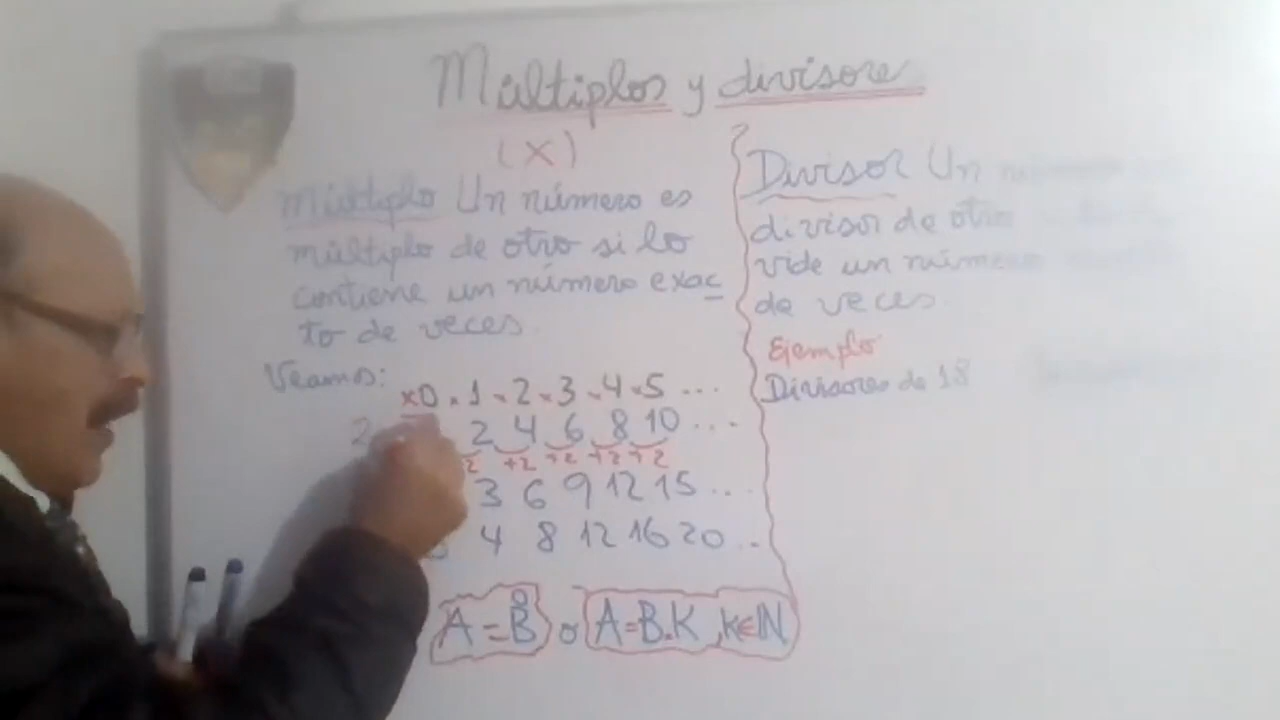 Múltiplos y divisore
(x)
Múltiplo Un número es
múltiplo de otro si lo
contiene un número exac
to de veces.
Veamos:
x0 x1 x2 x3 x4 x5 ...
2 2 4 6 8 10 ...
2 +2 +2 +2 +2
3 6 9 12 15 ...
4 8 12 16 20 ..
A = B̊ o A=B.K, K∈N
Divisor Un
divisor de otro
vide un número
de veces.
Ejemplo
Divisores de 18